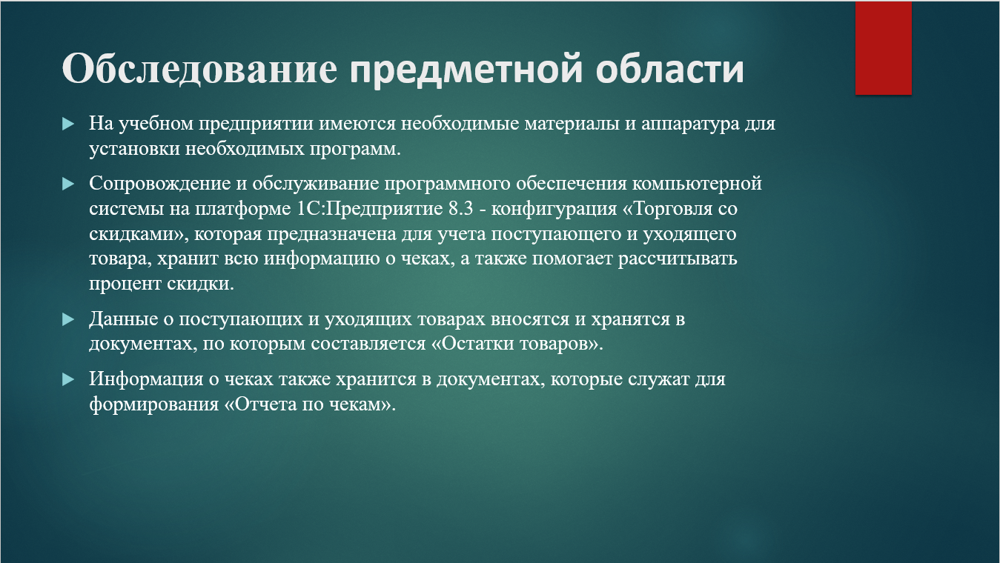 Обследование предметной области
На учебном предприятии имеются необходимые материалы и аппаратура для
установки необходимых программ.
Сопровождение и обслуживание программного обеспечения компьютерной
системы на платформе 1С:Предприятие 8.3 - конфигурация «Торговля со
скидками», которая предназначена для учета поступающего и уходящего
товара, хранит всю информацию о чеках, а также помогает рассчитывать
процент скидки.
Данные о поступающих и уходящих товарах вносятся и хранятся в
документах, по которым составляется «Остатки товаров».
Информация о чеках также хранится в документах, которые служат для
формирования «Отчета по чекам».